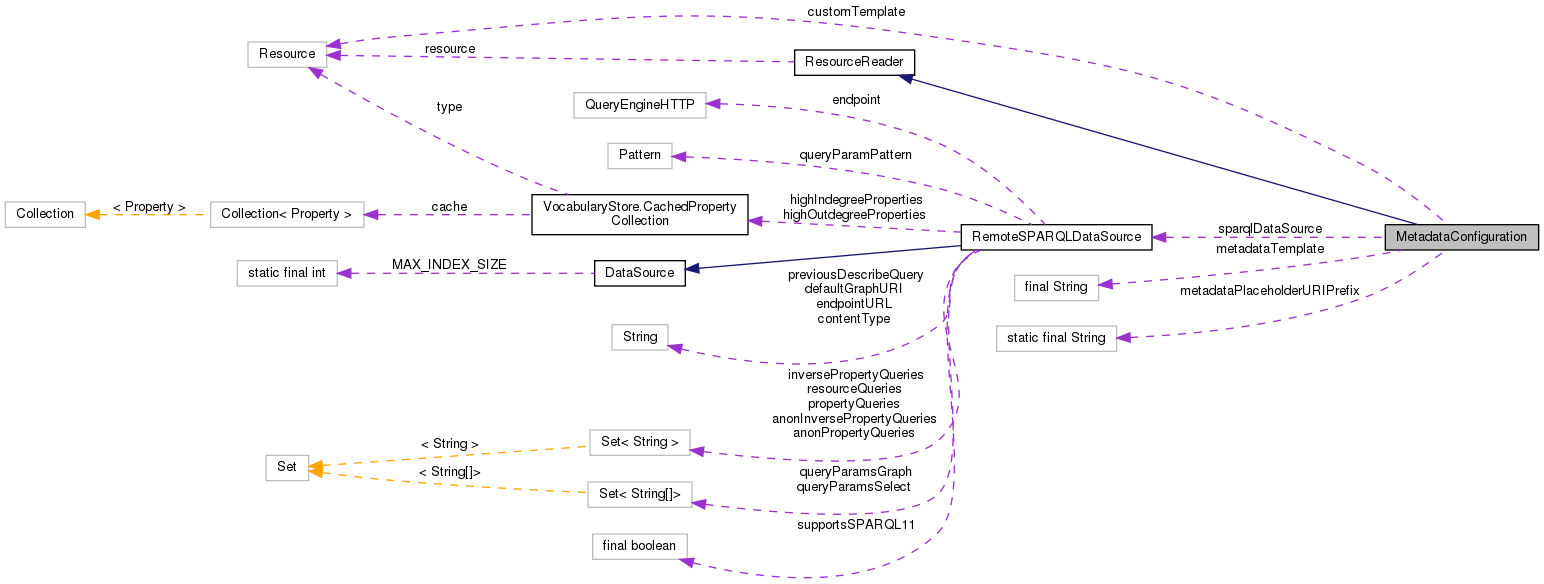 customTemplate
Resource
resource
ResourceReader
QueryEngineHTTP
endpoint
type
Pattern
queryParamPattern
Collection
< Property >
Collection< Property >
cache
VocabularyStore.CachedProperty
Collection
highIndegreeProperties
highOutdegreeProperties
RemoteSPARQLDataSource
sparqlDataSource
MetadataConfiguration
metadataTemplate
static final int
MAX_INDEX_SIZE
DataSource
previousDescribeQuery
defaultGraphURI
endpointURL
contentType
final String
metadataPlaceholderURIPrefix
String
static final String
inversePropertyQueries
resourceQueries
propertyQueries
anonInversePropertyQueries
anonPropertyQueries
Set
< String >
Set< String >
< String[]>
Set< String[]>
queryParamsGraph
queryParamsSelect
supportsSPARQL11
final boolean